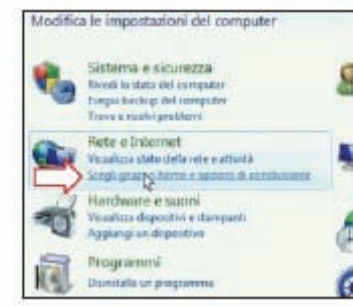 Modifica le impostazioni del computer
Sistema e sicurezza
Rivedi lo stato del computer
Esegui backup del computer
Trova e risolvi problemi
Rete e Internet
Visualizza stato della rete e attività
Scegli gruppo home e opzioni di condivisione
Hardware e suoni
Visualizza dispositivi e stampanti
Aggiungi un dispositivo
Programmi
Disinstalla un programma